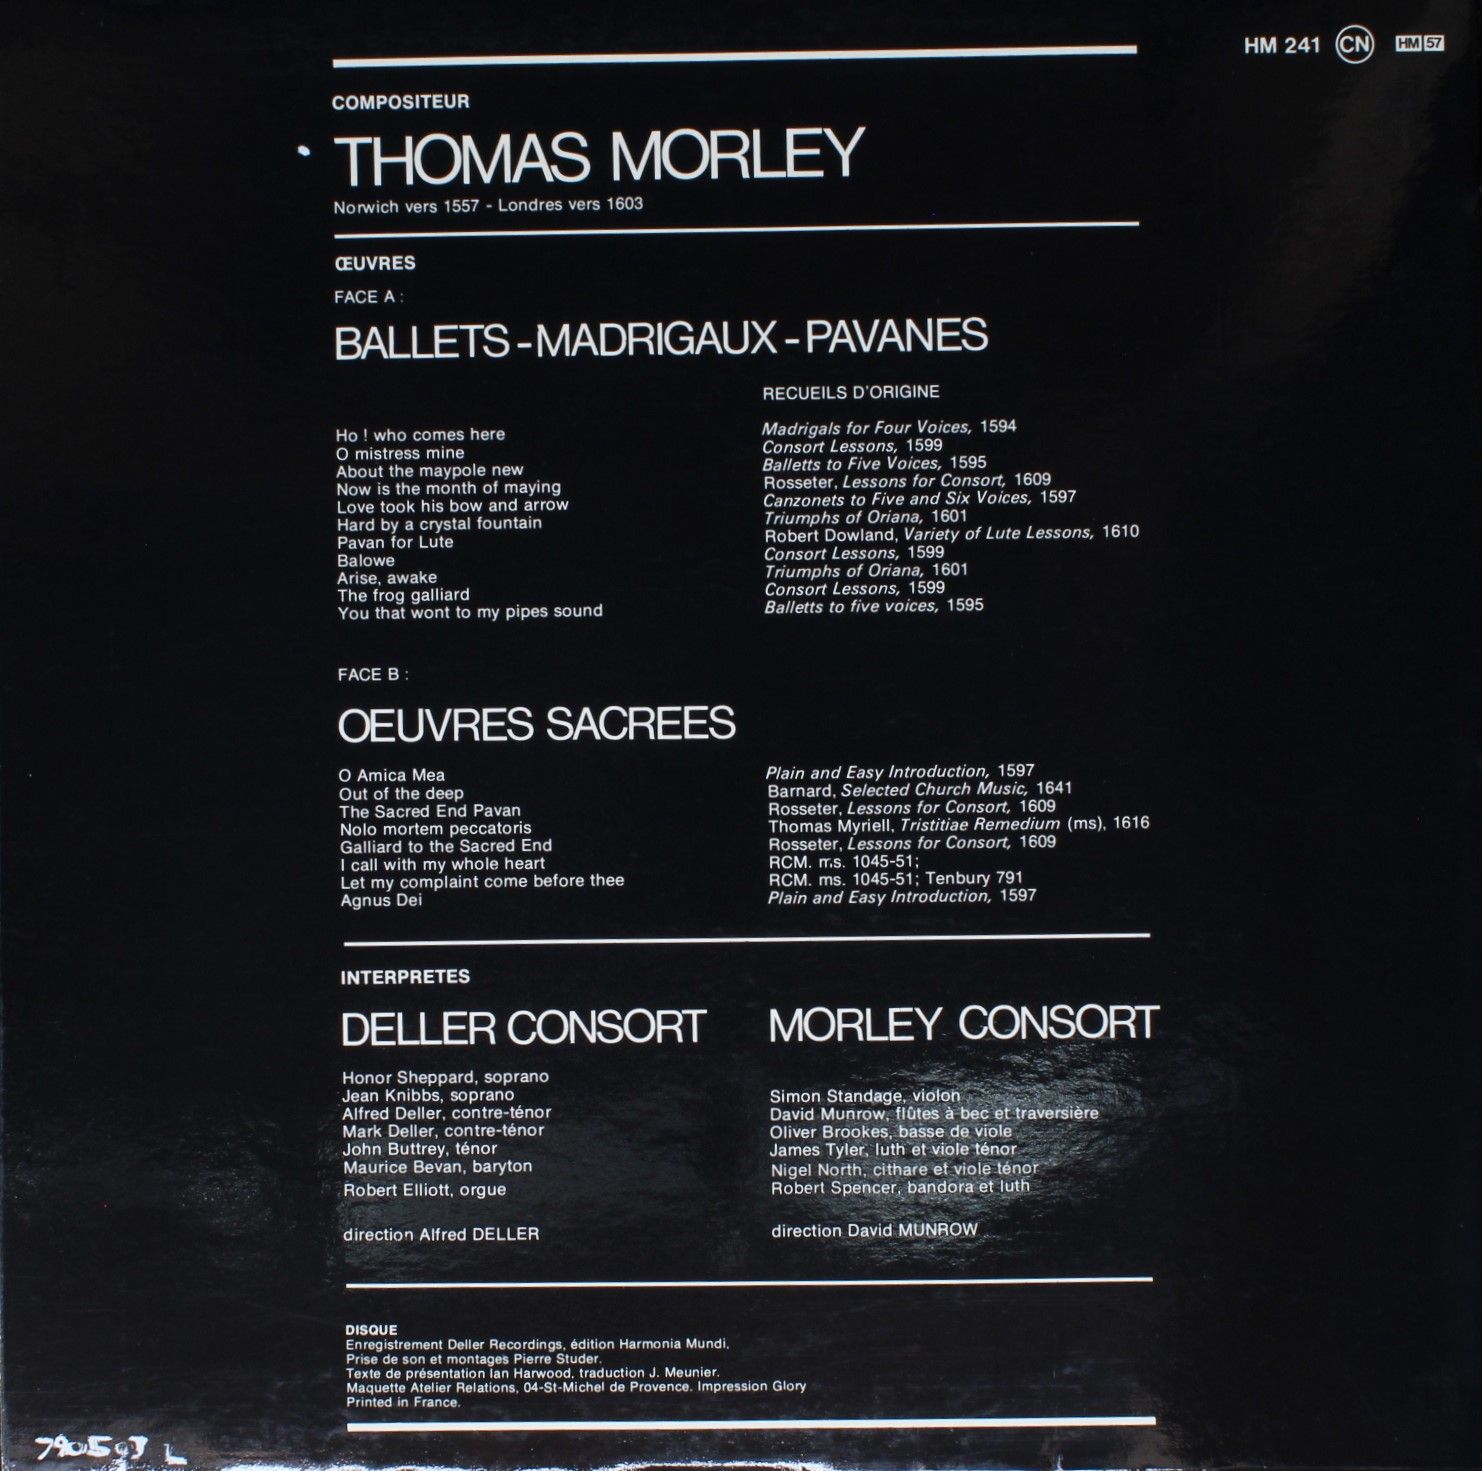 HM 241 CN HM 57
COMPOSITEUR
THOMAS MORLEY
Norwich vers 1557 - Londres vers 1603
ŒUVRES
FACE A :
BALLETS - MADRIGAUX - PAVANES
RECUEILS D'ORIGINE
Ho ! who comes here Madrigals for Four Voices, 1594
O mistress mine Consort Lessons, 1599
About the maypole new Balletts to Five Voices, 1595
Now is the month of maying Rosseter, Lessons for Consort, 1609
Love took his bow and arrow Canzonets to Five and Six Voices, 1597
Hard by a crystal fountain Triumphs of Oriana, 1601
Pavan for Lute Robert Dowland, Variety of Lute Lessons, 1610
Balowe Consort Lessons, 1599
Arise, awake Triumphs of Oriana, 1601
The frog galliard Consort Lessons, 1599
You that wont to my pipes sound Balletts to five voices, 1595
FACE B :
OEUVRES SACREES
O Amica Mea Plain and Easy Introduction, 1597
Out of the deep Barnard, Selected Church Music, 1641
The Sacred End Pavan Rosseter, Lessons for Consort, 1609
Nolo mortem peccatoris Thomas Myriell, Tristitiae Remedium (ms), 1616
Galliard to the Sacred End Rosseter, Lessons for Consort, 1609
I call with my whole heart RCM. ms. 1045-51;
Let my complaint come before thee RCM. ms. 1045-51; Tenbury 791
Agnus Dei Plain and Easy Introduction, 1597
INTERPRETES
DELLER CONSORT
Honor Sheppard, soprano
Jean Knibbs, soprano
Alfred Deller, contre-ténor
Mark Deller, contre-ténor
John Buttrey, ténor
Maurice Bevan, baryton
Robert Elliott, orgue
direction Alfred DELLER
MORLEY CONSORT
Simon Standage, violon
David Munrow, flûtes à bec et traversière
Oliver Brookes, basse de viole
James Tyler, luth et viole ténor
Nigel North, cithare et viole ténor
Robert Spencer, bandora et luth
direction David MUNROW
DISQUE
Enregistrement Deller Recordings, édition Harmonia Mundi,
Prise de son et montages Pierre Studer.
Texte de présentation Ian Harwood, traduction J. Meunier.
Maquette Atelier Relations, 04-St-Michel de Provence. Impression Glory
Printed in France.